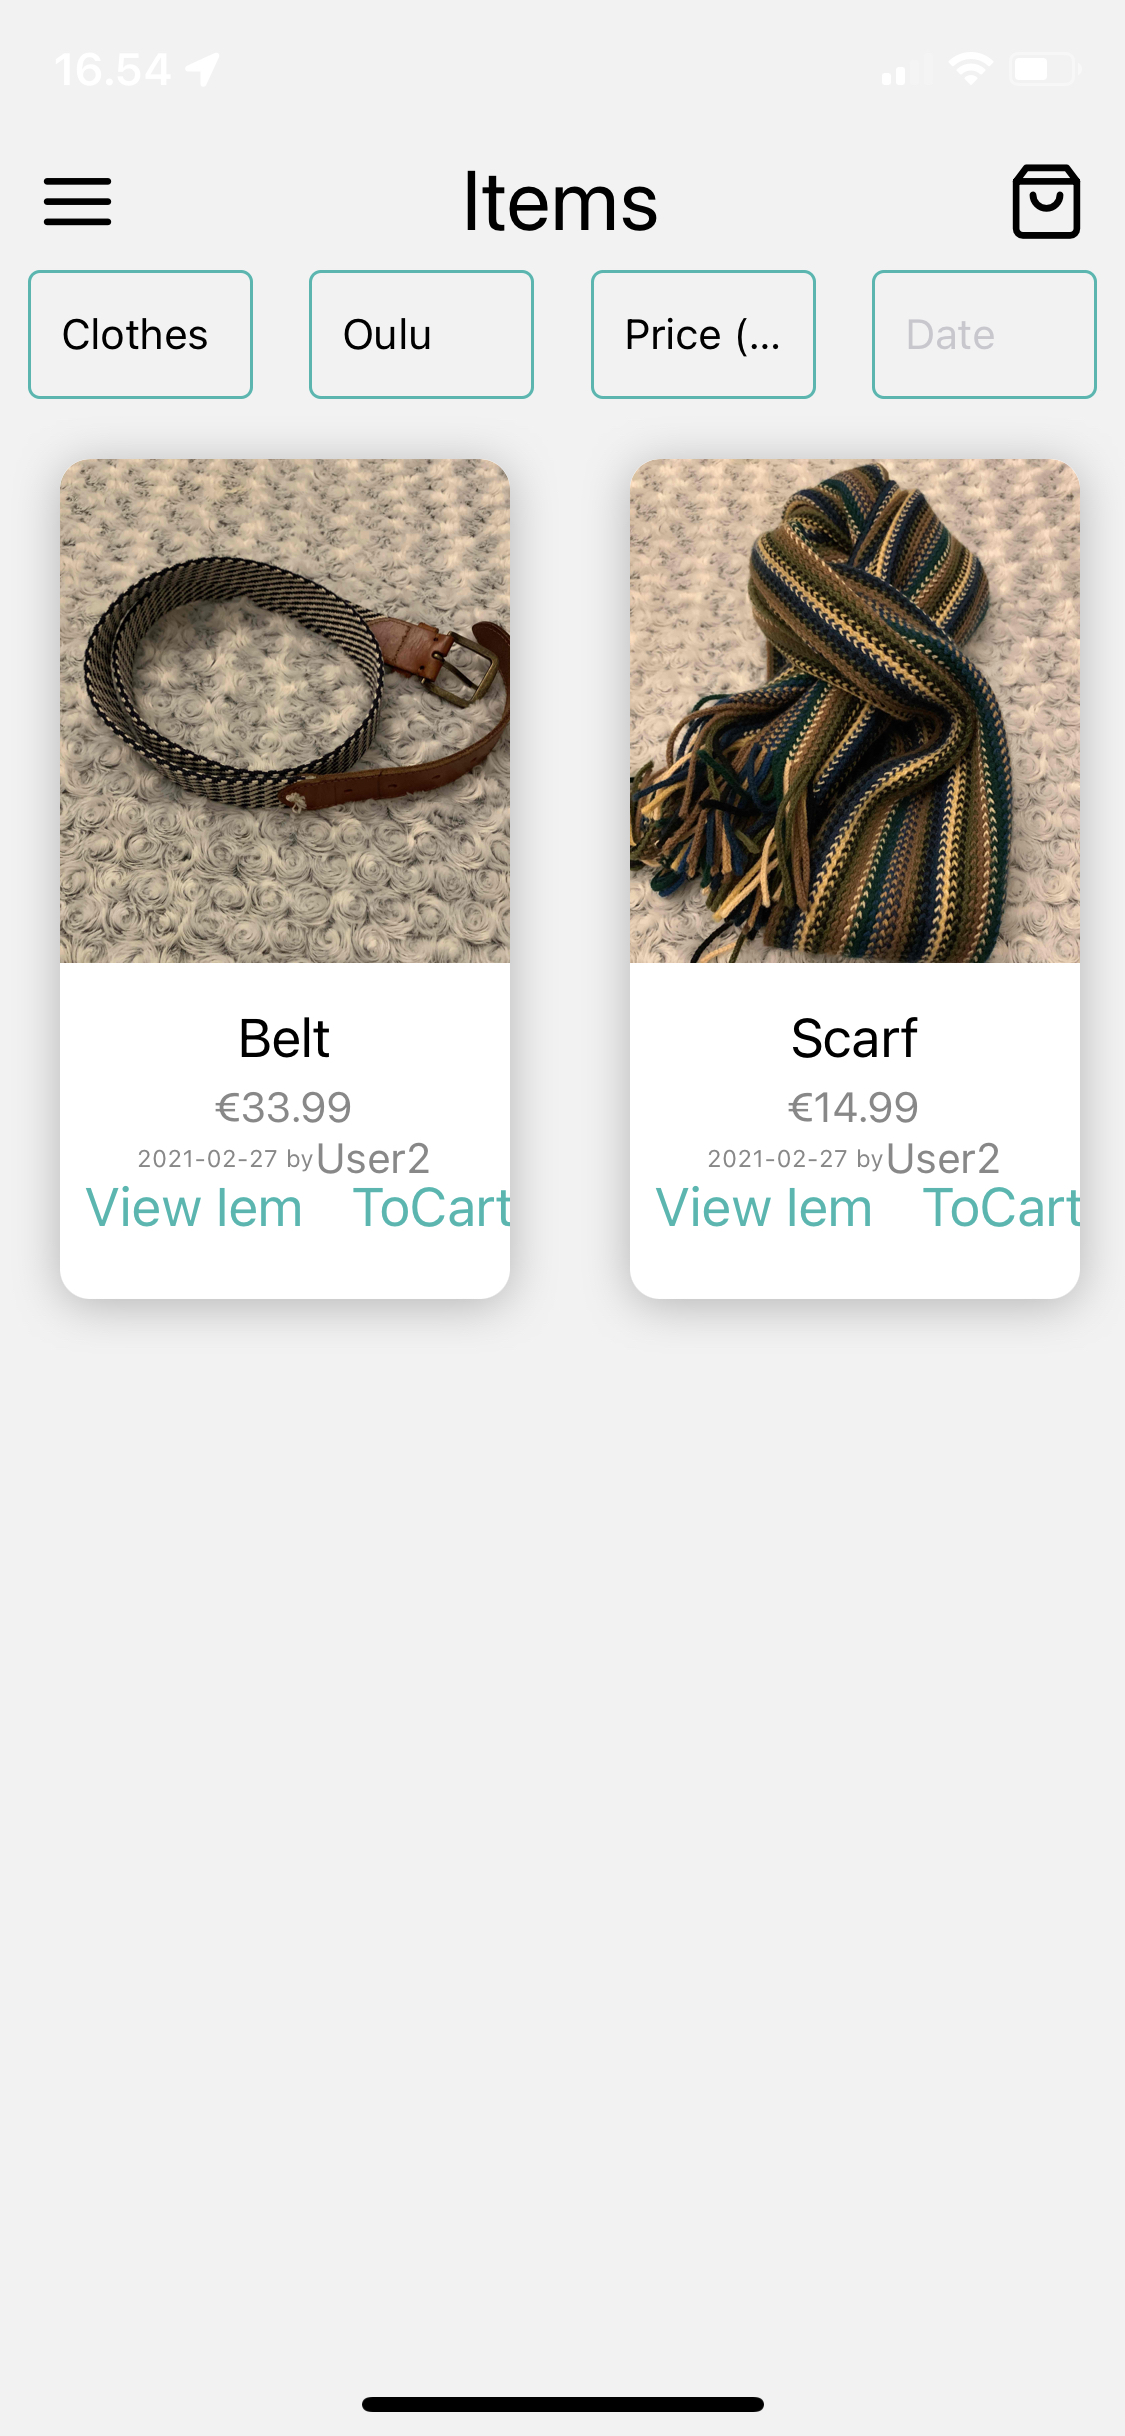 16.54
Items
Clothes Oulu Price (... Date
Belt Scarf
€33.99 €14.99
2021-02-27 by User2 2021-02-27 by User2
View Iem ToCart View Iem ToCart